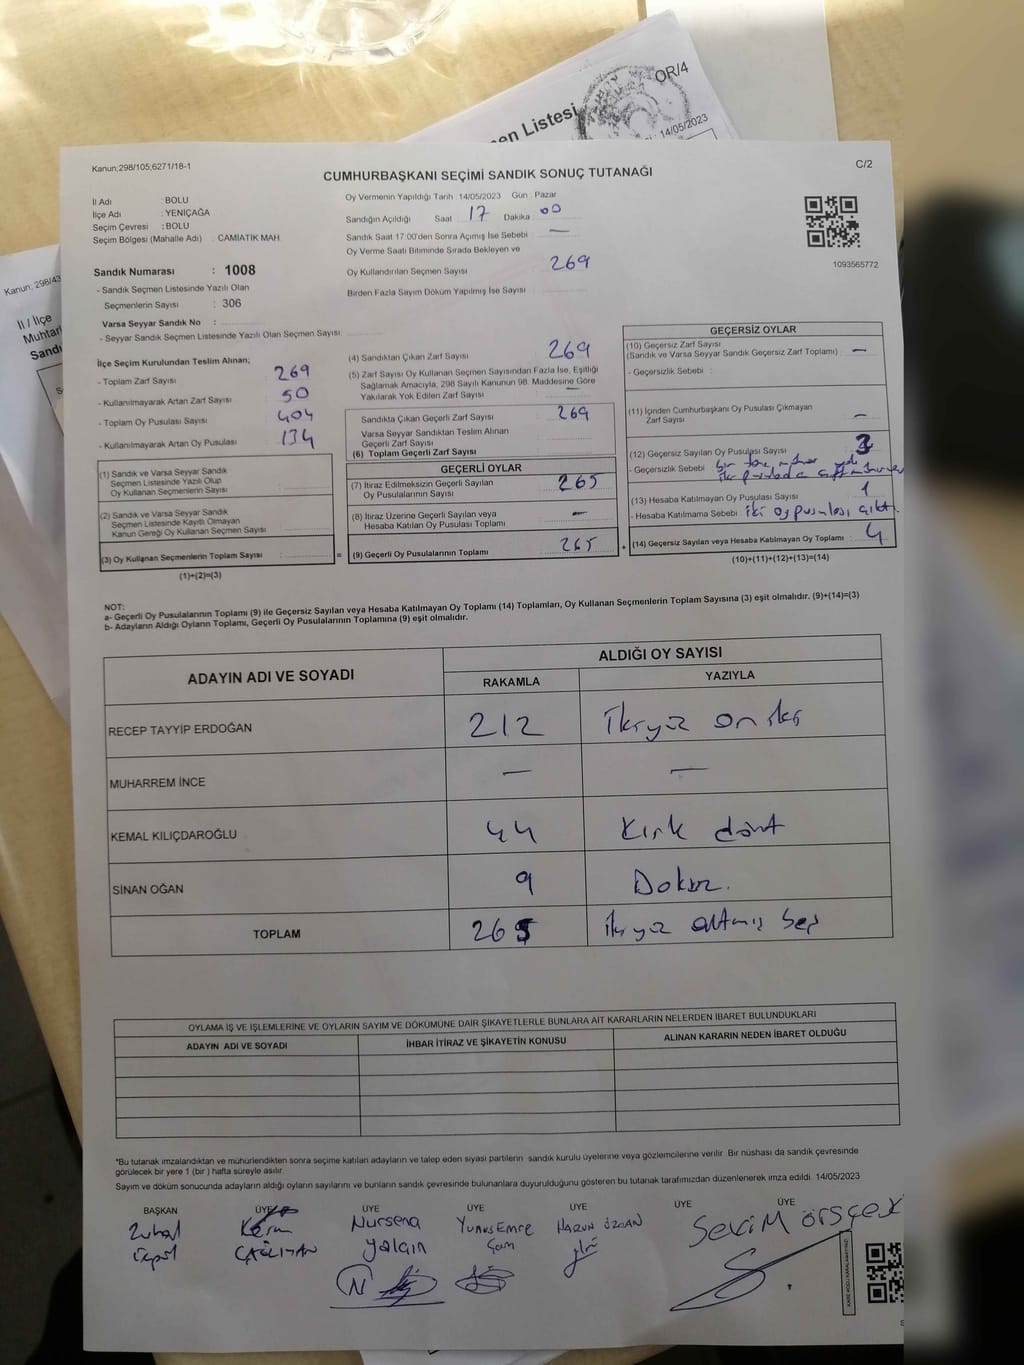 OR/4
en Listesi
14/05/2023
Kanun: 298/43
İl / İlçe
Kanun;298/105;6271/18-1
C/2
CUMHURBAŞKANI SEÇİMİ SANDIK SONUÇ TUTANAĞI
İl Adı : BOLU
İlçe Adı : YENİÇAĞA
Seçim Çevresi : BOLU
Seçim Bölgesi (Mahalle Adı) : CAMİATİK MAH
Sandık Numarası : 1008
- Sandık Seçmen Listesinde Yazılı Olan
Seçmenlerin Sayısı : 306
Varsa Seyyar Sandık No :
- Seyyar Sandık Seçmen Listesinde Yazılı Olan Seçmen Sayısı
Oy Vermenin Yapıldığı Tarih : 14/05/2023 Gün : Pazar
Sandığın Açıldığı Saat 17 Dakika 00
Sandık Saat 17.00'den Sonra Açımış İse Sebebi —
Oy Verme Saati Bitiminde Sırada Bekleyen ve
Oy Kullandırılan Seçmen Sayısı 269
Birden Fazla Sayım Döküm Yapılmış İse Sayısı
1093565772
İlçe Seçim Kurulundan Teslim Alınan;
- Toplam Zarf Sayısı 269
- Kullanılmayarak Artan Zarf Sayısı 50
- Toplam Oy Pusulası 404
- Kullanılmayarak Artan Oy Pusulası 134
(1) Sandık ve Varsa Seyyar Sandık
Seçmen Listesinde Yazılı Olup
Oy Kullanan Seçmenlerin Sayısı
(2) Sandık ve Varsa Seyyar Sandık
Seçmen Listesinde Kayıtlı Olmayan
Kanun Gereği Oy Kullanan Seçmen Sayısı
(3) Oy Kullanan Seçmenlerin Toplam Sayısı =
(1)+(2)=(3)
(4) Sandıktan Çıkan Zarf Sayısı 269
(5) Zarf Sayısı Oy Kullanan Seçmen Sayısından Fazla İse, Eşitliği
Sağlamak Amacıyla, 298 Sayılı Kanunun 98. Maddesine Göre
Yakılarak Yok Edilen Zarf Sayısı —
Sandıkta Çıkan Geçerli Zarf Sayısı 269
Varsa Seyyar Sandıktan Teslim Alınan
Geçerli Zarf Sayısı
(6) Toplam Geçerli Zarf Sayısı
GEÇERLİ OYLAR
(7) İtiraz Edilmeksizin Geçerli Sayılan
Oy Pusulalarının Sayısı 265
(8) İtiraz Üzerine Geçerli Sayılan veya
Hesaba Katılan Oy Pusulası Toplamı —
(9) Geçerli Oy Pusulalarının Toplamı 265 +
GEÇERSİZ OYLAR
(10) Geçersiz Zarf Sayısı
(Sandık ve Varsa Seyyar Sandık Geçersiz Zarf Toplamı) —
- Geçersizlik Sebebi :
(11) İçinden Cumhurbaşkanı Oy Pusulası Çıkmayan
Zarf Sayısı —
(12) Geçersiz Sayılan Oy Pusulası Sayısı 3
- Geçersizlik Sebebi bir
(13) Hesaba Katılmayan Oy Pusulası Sayısı 1
- Hesaba Katılmama Sebebi iki oy pusulası çıktı
(14) Geçersiz Sayılan veya Hesaba Katılmayan Oy Toplamı 4
(10)+(11)+(12)+(13)=(14)
NOT:
a- Geçerli Oy Pusulalarının Toplamı (9) ile Geçersiz Sayılan veya Hesaba Katılmayan Oy Toplamı (14) Toplamları, Oy Kullanan Seçmenlerin Toplam Sayısına (3) eşit olmalıdır. (9)+(14)=(3)
b- Adayların Aldığı Oyların Toplamı, Geçerli Oy Pusulalarının Toplamına (9) eşit olmalıdır.
ADAYIN ADI VE SOYADI ALDIĞI OY SAYISI
RAKAMLA YAZIYLA
RECEP TAYYİP ERDOĞAN 212 İkiyüz on iki
MUHARREM İNCE — —
KEMAL KILIÇDAROĞLU 44 Kırk dört
SİNAN OĞAN 9 Dokuz.
TOPLAM 265 ikiyüz altmış beş
OYLAMA İŞ VE İŞLEMLERİNE VE OYLARIN SAYIM VE DÖKÜMÜNE DAİR ŞİKAYETLERLE BUNLARA AİT KARARLARIN NELERDEN İBARET BULUNDUKLARI
ADAYIN ADI VE SOYADI İHBAR İTİRAZ VE ŞİKAYETİN KONUSU ALINAN KARARIN NEDEN İBARET OLDUĞU
*Bu tutanak imzalandıktan ve mühürlendikten sonra seçime katılan adayların ve talep eden siyasi partilerin sandık kurulu üyelerine veya gözlemcilerine verilir. Bir nüshası da sandık çevresinde
görülecek bir yere 1 (bir ) hafta süreyle asılır.
Sayım ve döküm sonucunda adayların aldığı oyların sayılarını ve bunların sandık çevresinde bulunanlara duyurulduğunu gösteren bu tutanak tarafımızdan düzenlenerek imza edildi. 14/05/2023
BAŞKAN ÜYE ÜYE ÜYE ÜYE ÜYE ÜYE
Zuhal Kerim Nursena YUNUS EMRE HARUN ÖZCAN SELİM ÖRSÇEK
ÇAĞLIYAN Yalçın Çam